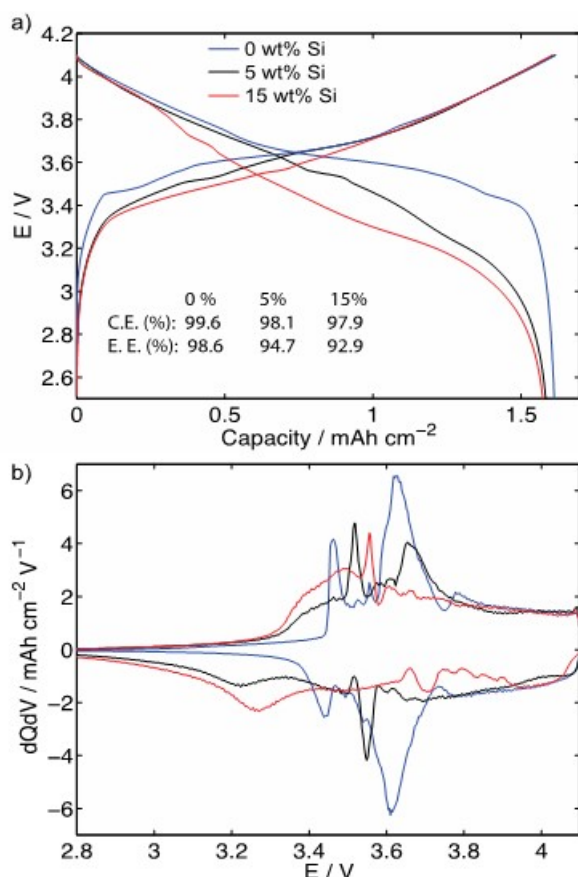 a)
4.2
4
3.8
3.6
3.4
3.2
3
2.8
2.6
E / V
0 wt% Si
5 wt% Si
15 wt% Si
0 % 5% 15%
C.E. (%): 99.6 98.1 97.9
E. E. (%): 98.6 94.7 92.9
0 0.5 1 1.5
Capacity / mAh cm⁻²
b)
6
4
2
0
−2
−4
−6
dQdV / mAh cm⁻² V⁻¹
2.8 3 3.2 3.4 3.6 3.8 4
E / V